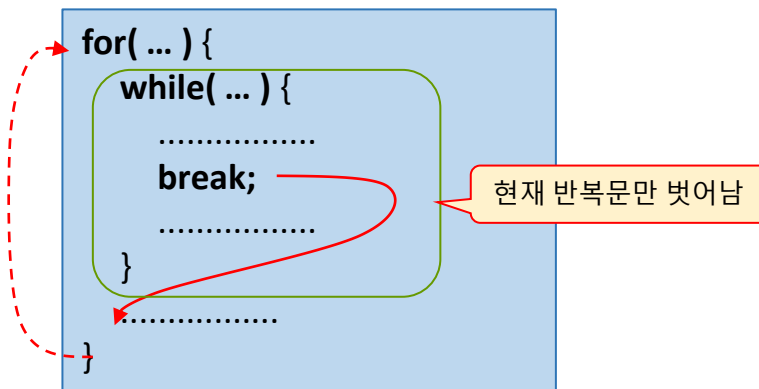 for( … ) {
while( … ) {
.................
break;
.................
}
.................
}
현재 반복문만 벗어남